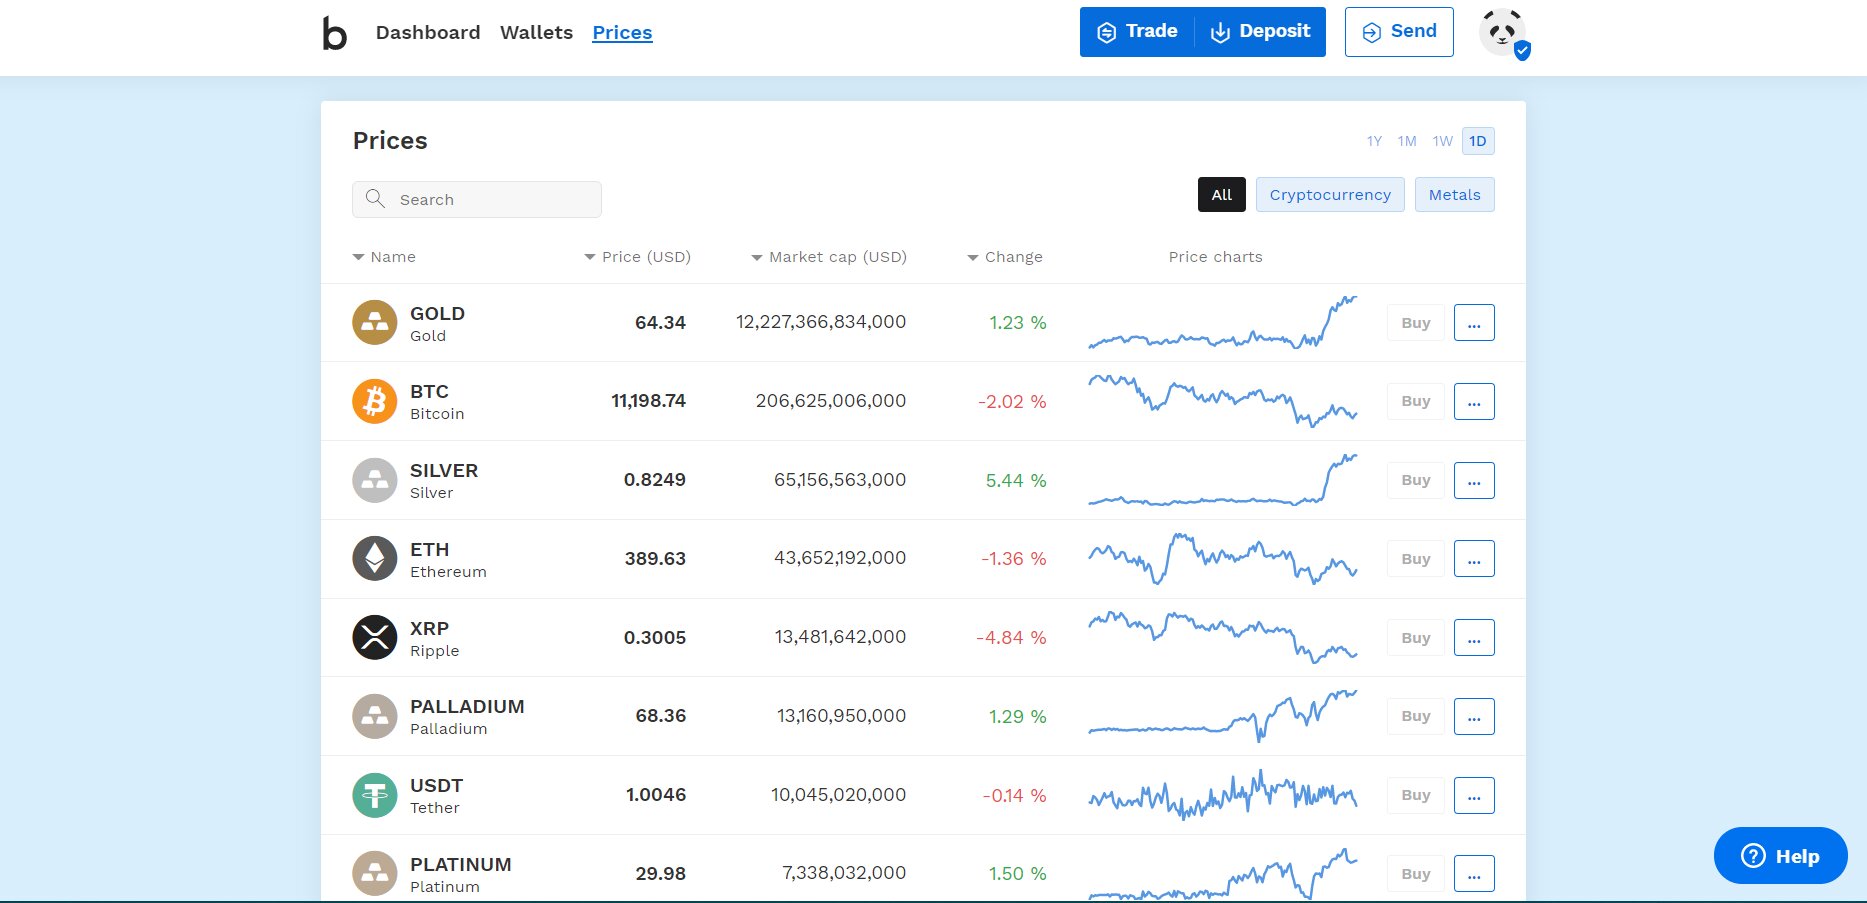 b Dashboard Wallets Prices Trade Deposit Send
Prices 1Y 1M 1W 1D
Search All Cryptocurrency Metals
Name Price (USD) Market cap (USD) Change Price charts
GOLD
Gold 64.34 12,227,366,834,000 1.23 % Buy ...
BTC
Bitcoin 11,198.74 206,625,006,000 -2.02 % Buy ...
SILVER
Silver 0.8249 65,156,563,000 5.44 % Buy ...
ETH
Ethereum 389.63 43,652,192,000 -1.36 % Buy ...
XRP
Ripple 0.3005 13,481,642,000 -4.84 % Buy ...
PALLADIUM
Palladium 68.36 13,160,950,000 1.29 % Buy ...
USDT
Tether 1.0046 10,045,020,000 -0.14 % Buy ...
PLATINUM
Platinum 29.98 7,338,032,000 1.50 % Buy ...
? Help